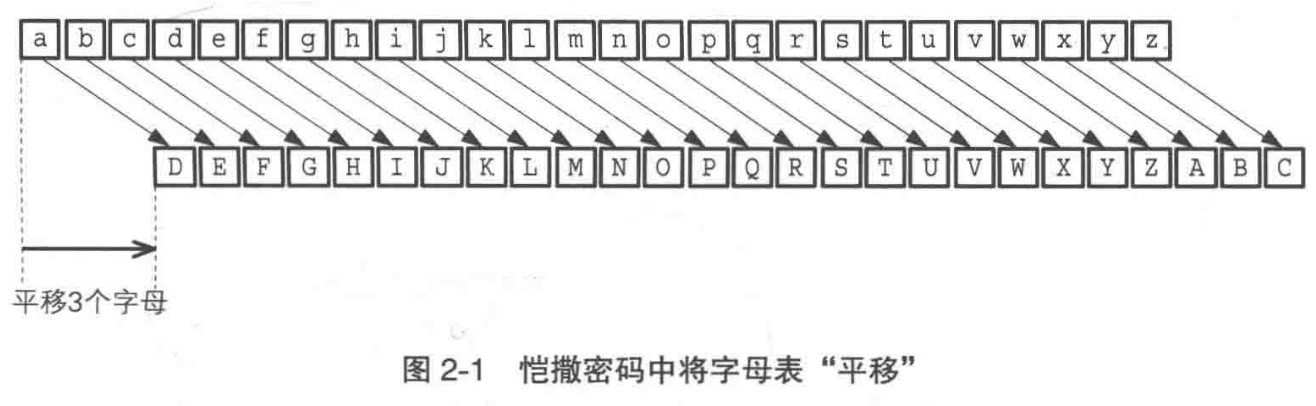 a b c d e f g h i j k l m n o p q r s t u v w x y z
D E F G H I J K L M N O P Q R S T U V W X Y Z A B C
平移3个字母
图 2-1 恺撒密码中将字母表“平移”